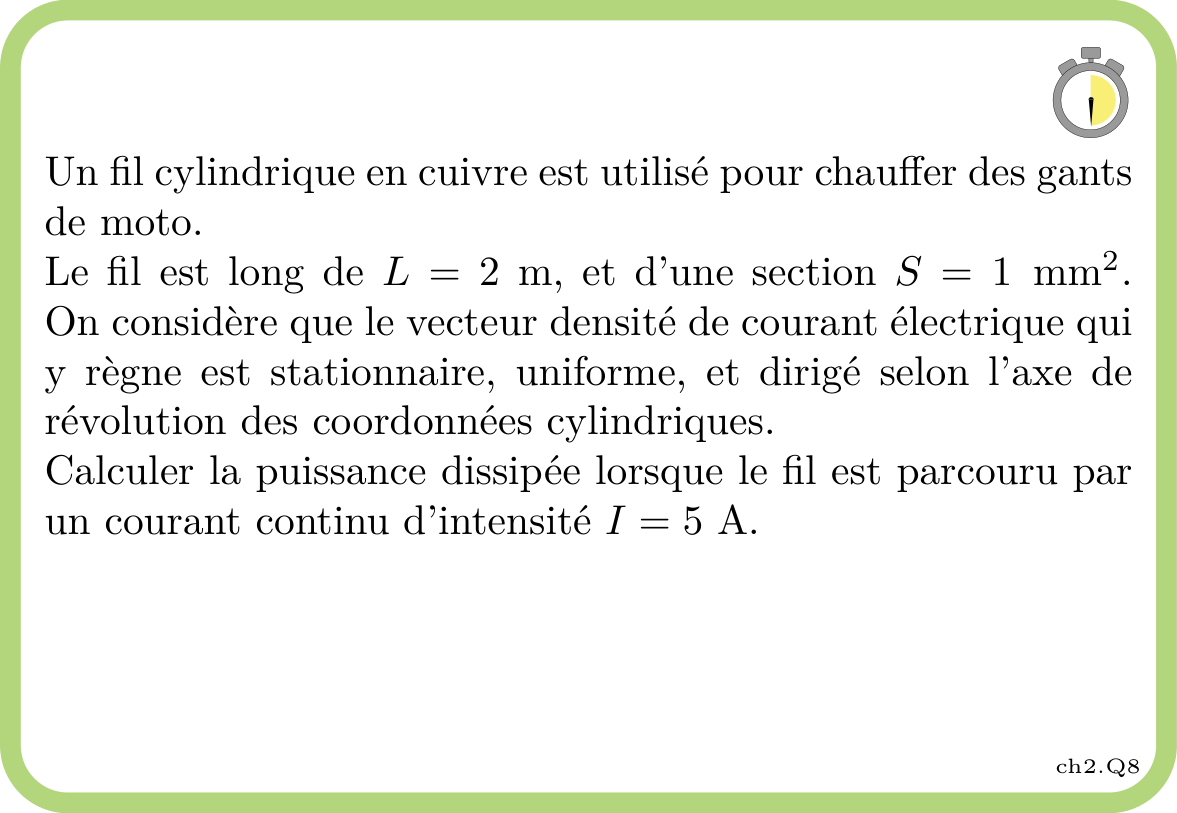 Un fil cylindrique en cuivre est utilisé pour chauffer des gants
de moto.
Le fil est long de L = 2 m, et d'une section S = 1 mm².
On considère que le vecteur densité de courant électrique qui
y règne est stationnaire, uniforme, et dirigé selon l'axe de
révolution des coordonnées cylindriques.
Calculer la puissance dissipée lorsque le fil est parcouru par
un courant continu d'intensité I = 5 A.
ch2.Q8